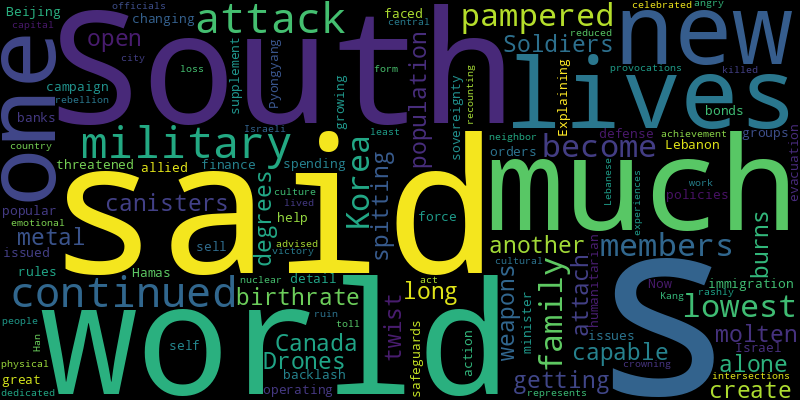 Beijing
officials
changing
attack
faced
central
pampered
celebrated
angry
reduced
new
capital
South
open
city
Soldiers
lives
provocations
killed
one
campaign
rebellion
loss
supplement
Pyongyang
form
growing
population
recounting
sovereignty
Explaining
bonds
banks
country
military
Israeli
least
neighbor
defense
achievement
groups
threatened
allied
finance
spending
Korea
spitting
orders
become
Lebanon
evacuation
popular
emotional
canisters
said
degrees
culture
lived
help
advised
victory
force
much
Lebanese
experiences
work
policies
metal
issued
sell
another
members
burns
rules
Hamas
nuclear
detail
cultural
attach
humanitarian
continued
birthrate
act
long
weapons
minister
family
S
Now
Kang
immigration
rashly
lowest
people
Han
world
self
ruin
toll
twist
safeguards
action
issues
capable
molten
Israel
alone
crowning
physical
great
dedicated
Canada
Drones
backlash
operating
getting
represents
intersections
create